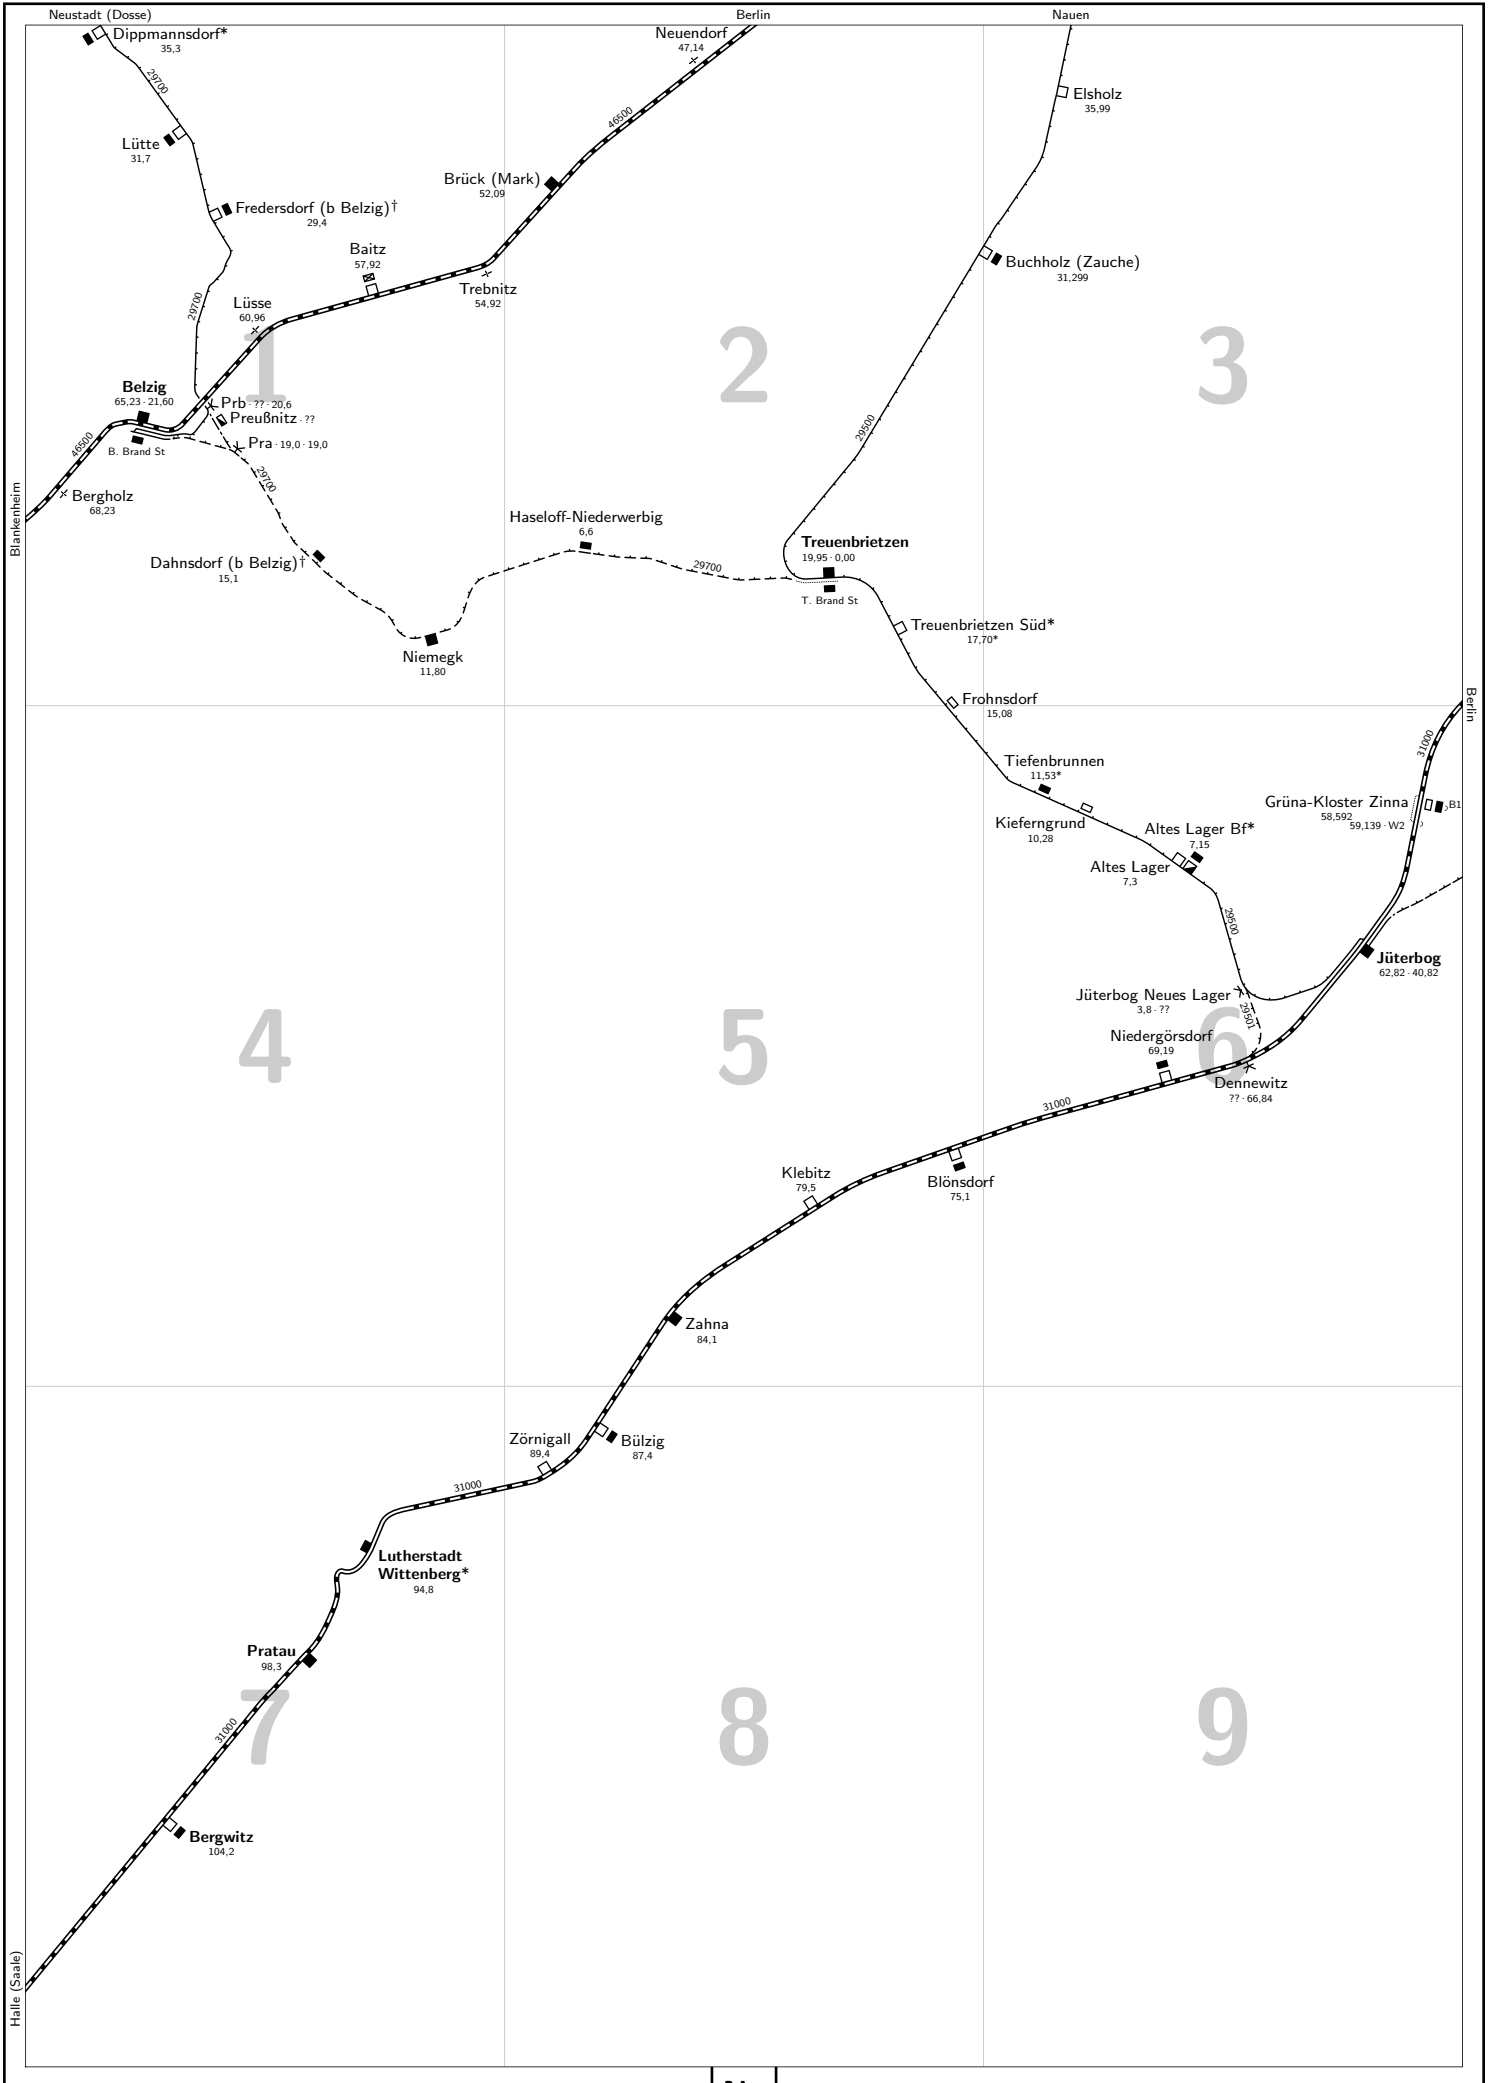 Neustadt (Dosse)
Berlin
Nauen
Dippmannsdorf*
35,3
29700
Neuendorf
47,14
46500
Elsholz
35,99
Lütte
31,7
Brück (Mark)
52,09
Fredersdorf (b Belzig)†
29,4
Baitz
57,92
Buchholz (Zauche)
31,299
Trebnitz
54,92
29700
Lüsse
60,96
1
2
3
Belzig
65,23 · 21,60
Prb · ?? · 20,6
Preußnitz · ??
Pra · 19,0 · 19,0
B. Brand St
46500
29500
29700
Bergholz
68,23
Blankenheim
Haseloff-Niederwerbig
6,6
Treuenbrietzen
19,95 · 0,00
Dahnsdorf (b Belzig)†
15,1
29700
T. Brand St
Treuenbrietzen Süd*
17,70*
Niemegk
11,80
Frohnsdorf
15,08
Berlin
31000
Tiefenbrunnen
11,53*
Grüna-Kloster Zinna
58,592
59,139 · W2
B1
Kieferngrund
10,28
Altes Lager Bf*
7,15
Altes Lager
7,3
29500
Jüterbog
62,82 · 40,82
Jüterbog Neues Lager
3,8 · ??
29501
4
5
6
Niedergörsdorf
69,19
Dennewitz
?? · 66,84
31000
Klebitz
79,5
Blönsdorf
75,1
Zahna
84,1
Zörnigall
89,4
Bülzig
87,4
31000
Lutherstadt
Wittenberg*
94,8
Pratau
98,3
7
8
9
31000
Bergwitz
104,2
Halle (Saale)